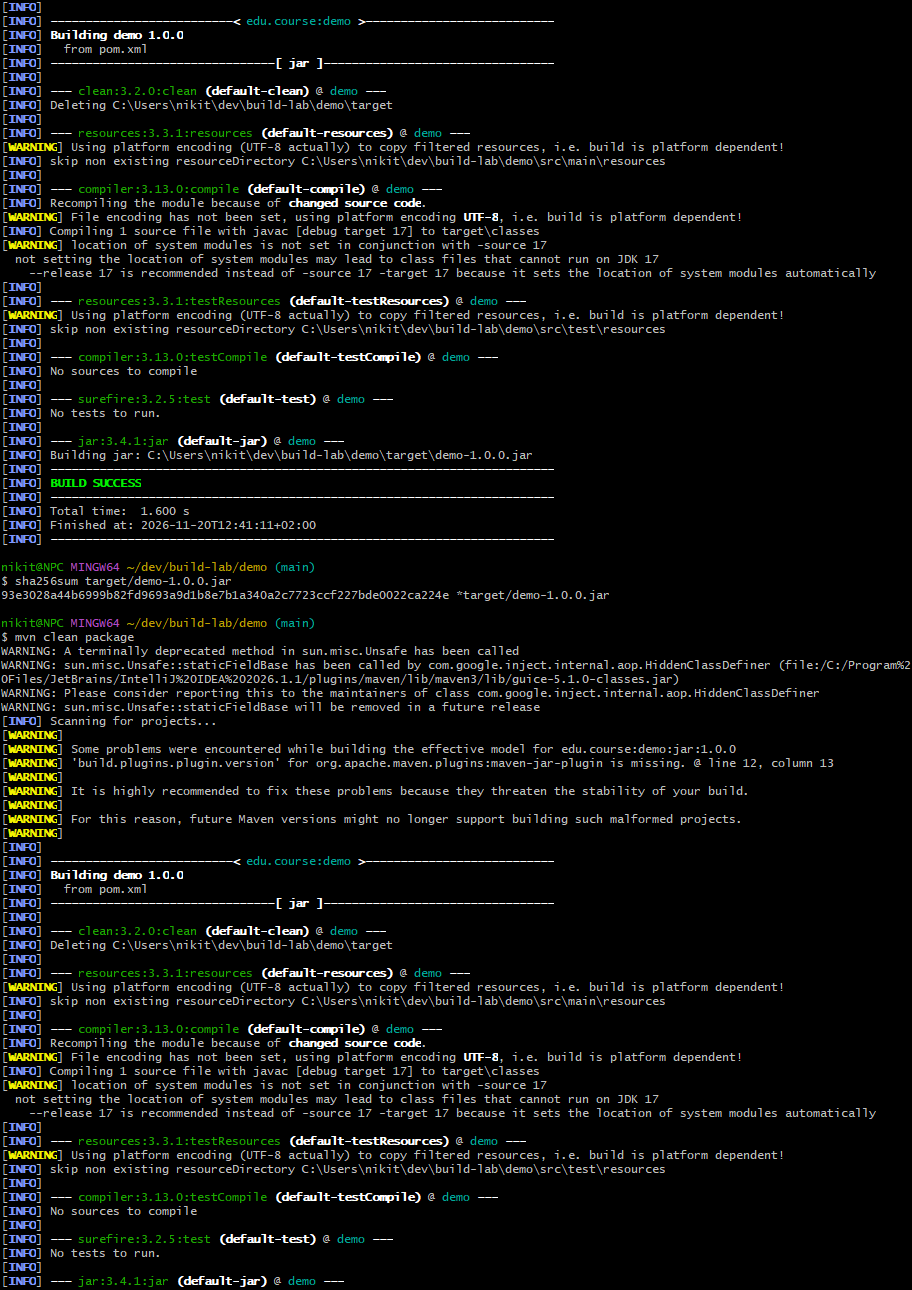 [INFO]
[INFO] --------------------------< edu.course:demo >---------------------------
[INFO] Building demo 1.0.0
[INFO]   from pom.xml
[INFO] --------------------------------[ jar ]---------------------------------
[INFO]
[INFO] --- clean:3.2.0:clean (default-clean) @ demo ---
[INFO] Deleting C:\Users\nikit\dev\build-lab\demo\target
[INFO]
[INFO] --- resources:3.3.1:resources (default-resources) @ demo ---
[WARNING] Using platform encoding (UTF-8 actually) to copy filtered resources, i.e. build is platform dependent!
[INFO] skip non existing resourceDirectory C:\Users\nikit\dev\build-lab\demo\src\main\resources
[INFO]
[INFO] --- compiler:3.13.0:compile (default-compile) @ demo ---
[INFO] Recompiling the module because of changed source code.
[WARNING] File encoding has not been set, using platform encoding UTF-8, i.e. build is platform dependent!
[INFO] Compiling 1 source file with javac [debug target 17] to target\classes
[WARNING] location of system modules is not set in conjunction with -source 17
  not setting the location of system modules may lead to class files that cannot run on JDK 17
    --release 17 is recommended instead of -source 17 -target 17 because it sets the location of system modules automatically
[INFO]
[INFO] --- resources:3.3.1:testResources (default-testResources) @ demo ---
[WARNING] Using platform encoding (UTF-8 actually) to copy filtered resources, i.e. build is platform dependent!
[INFO] skip non existing resourceDirectory C:\Users\nikit\dev\build-lab\demo\src\test\resources
[INFO]
[INFO] --- compiler:3.13.0:testCompile (default-testCompile) @ demo ---
[INFO] No sources to compile
[INFO]
[INFO] --- surefire:3.2.5:test (default-test) @ demo ---
[INFO] No tests to run.
[INFO]
[INFO] --- jar:3.4.1:jar (default-jar) @ demo ---
[INFO] Building jar: C:\Users\nikit\dev\build-lab\demo\target\demo-1.0.0.jar
[INFO] ------------------------------------------------------------------------
[INFO] BUILD SUCCESS
[INFO] ------------------------------------------------------------------------
[INFO] Total time:  1.600 s
[INFO] Finished at: 2026-11-20T12:41:11+02:00
[INFO] ------------------------------------------------------------------------
nikit@NPC MINGW64 ~/dev/build-lab/demo (main)
$ sha256sum target/demo-1.0.0.jar
93e3028a44b6999b82fd9693a9d1b8e7b1a340a2c7723ccf227bde0022ca224e *target/demo-1.0.0.jar
nikit@NPC MINGW64 ~/dev/build-lab/demo (main)
$ mvn clean package
WARNING: A terminally deprecated method in sun.misc.Unsafe has been called
WARNING: sun.misc.Unsafe::staticFieldBase has been called by com.google.inject.internal.aop.HiddenClassDefiner (file:/C:/Program%2
0Files/JetBrains/IntelliJ%20IDEA%202026.1.1/plugins/maven/lib/maven3/lib/guice-5.1.0-classes.jar)
WARNING: Please consider reporting this to the maintainers of class com.google.inject.internal.aop.HiddenClassDefiner
WARNING: sun.misc.Unsafe::staticFieldBase will be removed in a future release
[INFO] Scanning for projects...
[WARNING]
[WARNING] Some problems were encountered while building the effective model for edu.course:demo:jar:1.0.0
[WARNING] 'build.plugins.plugin.version' for org.apache.maven.plugins:maven-jar-plugin is missing. @ line 12, column 13
[WARNING]
[WARNING] It is highly recommended to fix these problems because they threaten the stability of your build.
[WARNING]
[WARNING] For this reason, future Maven versions might no longer support building such malformed projects.
[WARNING]
[INFO]
[INFO] --------------------------< edu.course:demo >---------------------------
[INFO] Building demo 1.0.0
[INFO]   from pom.xml
[INFO] --------------------------------[ jar ]---------------------------------
[INFO]
[INFO] --- clean:3.2.0:clean (default-clean) @ demo ---
[INFO] Deleting C:\Users\nikit\dev\build-lab\demo\target
[INFO]
[INFO] --- resources:3.3.1:resources (default-resources) @ demo ---
[WARNING] Using platform encoding (UTF-8 actually) to copy filtered resources, i.e. build is platform dependent!
[INFO] skip non existing resourceDirectory C:\Users\nikit\dev\build-lab\demo\src\main\resources
[INFO]
[INFO] --- compiler:3.13.0:compile (default-compile) @ demo ---
[INFO] Recompiling the module because of changed source code.
[WARNING] File encoding has not been set, using platform encoding UTF-8, i.e. build is platform dependent!
[INFO] Compiling 1 source file with javac [debug target 17] to target\classes
[WARNING] location of system modules is not set in conjunction with -source 17
  not setting the location of system modules may lead to class files that cannot run on JDK 17
    --release 17 is recommended instead of -source 17 -target 17 because it sets the location of system modules automatically
[INFO]
[INFO] --- resources:3.3.1:testResources (default-testResources) @ demo ---
[WARNING] Using platform encoding (UTF-8 actually) to copy filtered resources, i.e. build is platform dependent!
[INFO] skip non existing resourceDirectory C:\Users\nikit\dev\build-lab\demo\src\test\resources
[INFO]
[INFO] --- compiler:3.13.0:testCompile (default-testCompile) @ demo ---
[INFO] No sources to compile
[INFO]
[INFO] --- surefire:3.2.5:test (default-test) @ demo ---
[INFO] No tests to run.
[INFO]
[INFO] --- jar:3.4.1:jar (default-jar) @ demo ---